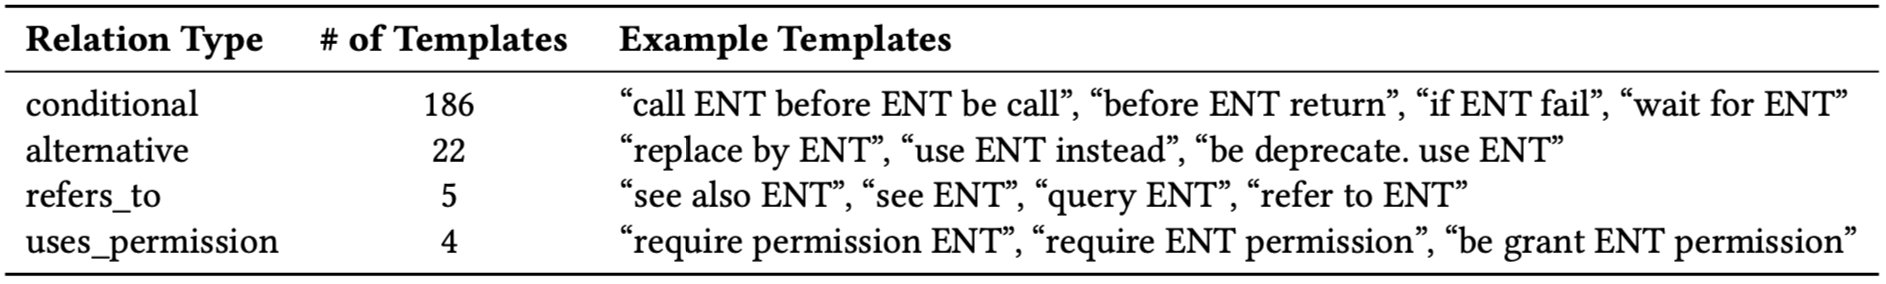 Relation Type # of Templates Example Templates
conditional 186 “call ENT before ENT be call”, “before ENT return”, “if ENT fail”, “wait for ENT”
alternative 22 “replace by ENT”, “use ENT instead”, “be deprecate. use ENT”
refers_to 5 “see also ENT”, “see ENT”, “query ENT”, “refer to ENT”
uses_permission 4 “require permission ENT”, “require ENT permission”, “be grant ENT permission”